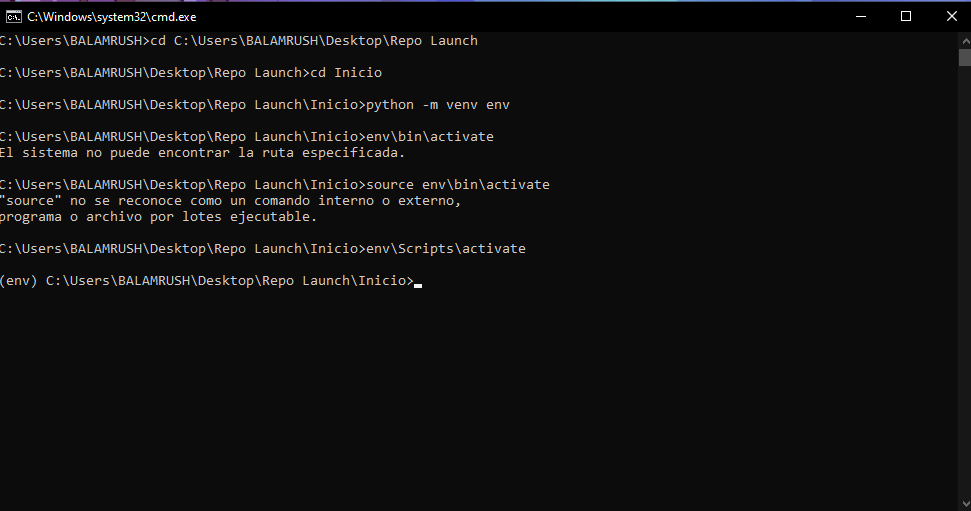 C:\Windows\system32\cmd.exe
C:\Users\BALAMRUSH>cd C:\Users\BALAMRUSH\Desktop\Repo Launch
C:\Users\BALAMRUSH\Desktop\Repo Launch>cd Inicio
C:\Users\BALAMRUSH\Desktop\Repo Launch\Inicio>python -m venv env
C:\Users\BALAMRUSH\Desktop\Repo Launch\Inicio>env\bin\activate
El sistema no puede encontrar la ruta especificada.
C:\Users\BALAMRUSH\Desktop\Repo Launch\Inicio>source env\bin\activate
"source" no se reconoce como un comando interno o externo,
programa o archivo por lotes ejecutable.
C:\Users\BALAMRUSH\Desktop\Repo Launch\Inicio>env\Scripts\activate
(env) C:\Users\BALAMRUSH\Desktop\Repo Launch\Inicio>